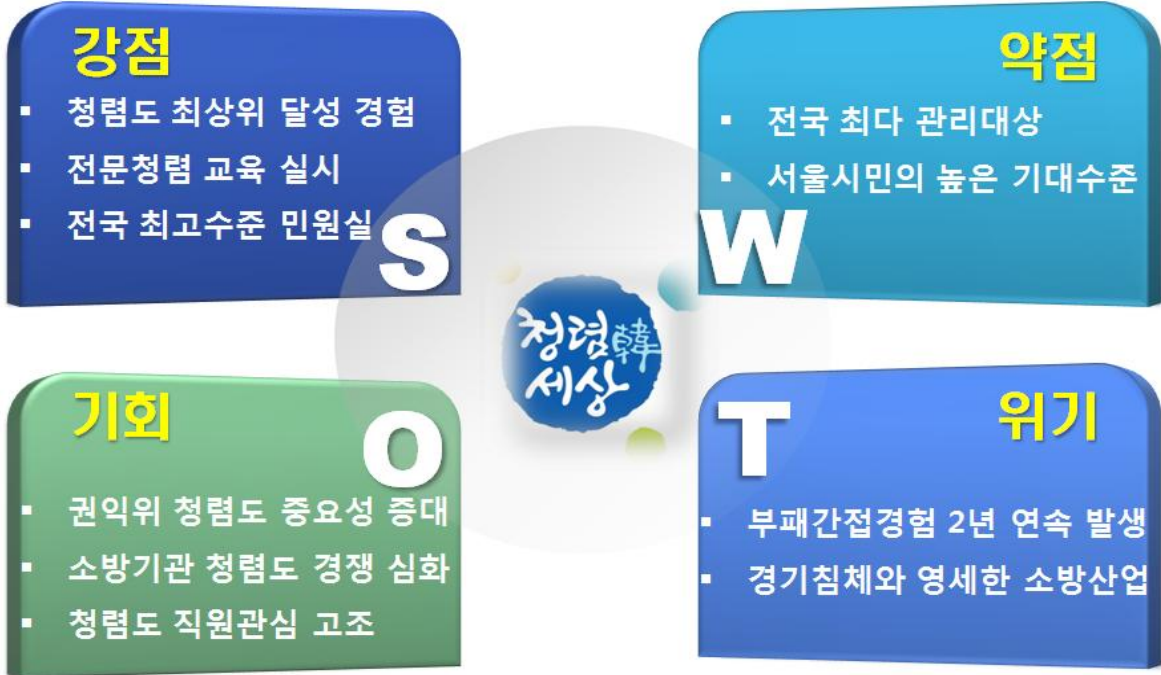 강점
▪ 청렴도 최상위 달성 경험
▪ 전문청렴 교육 실시
▪ 전국 최고수준 민원실
S
약점
▪ 전국 최다 관리대상
▪ 서울시민의 높은 기대수준
W
청렴韓
세상
기회
O
▪ 권익위 청렴도 중요성 증대
▪ 소방기관 청렴도 경쟁 심화
▪ 청렴도 직원관심 고조
T
위기
▪ 부패간접경험 2년 연속 발생
▪ 경기침체와 영세한 소방산업